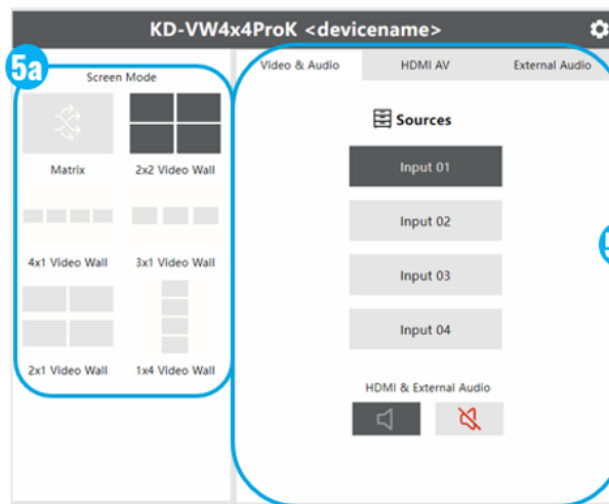 KD-VW4x4ProK <devicename>
5a
Screen Mode
Matrix
2x2 Video Wall
4x1 Video Wall
3x1 Video Wall
2x1 Video Wall
1x4 Video Wall
Video & Audio
HDMI AV
External Audio
Sources
Input 01
Input 02
Input 03
Input 04
HDMI & External Audio